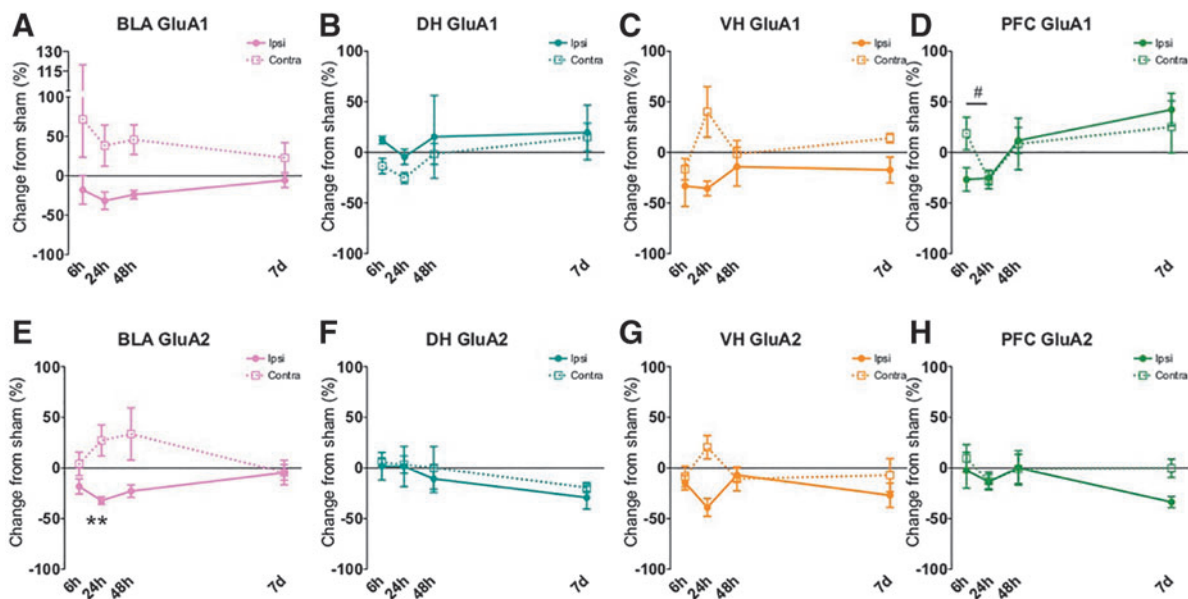 A
BLA GluA1
Ipsi
Contra
Change from sham (%)
130
115
100
50
0
-50
-100
6h
24h
48h
7d
B
DH GluA1
Ipsi
Contra
Change from sham (%)
100
50
0
-50
-100
6h
24h
48h
7d
C
VH GluA1
Ipsi
Contra
Change from sham (%)
100
50
0
-50
-100
6h
24h
48h
7d
D
PFC GluA1
Ipsi
Contra
Change from sham (%)
100
50
0
-50
-100
#
6h
24h
48h
7d
E
BLA GluA2
Ipsi
Contra
Change from sham (%)
100
50
0
-50
-100
**
6h
24h
48h
7d
F
DH GluA2
Ipsi
Contra
Change from sham (%)
100
50
0
-50
-100
6h
24h
48h
7d
G
VH GluA2
Ipsi
Contra
Change from sham (%)
100
50
0
-50
-100
6h
24h
48h
7d
H
PFC GluA2
Ipsi
Contra
Change from sham (%)
100
50
0
-50
-100
6h
24h
48h
7d